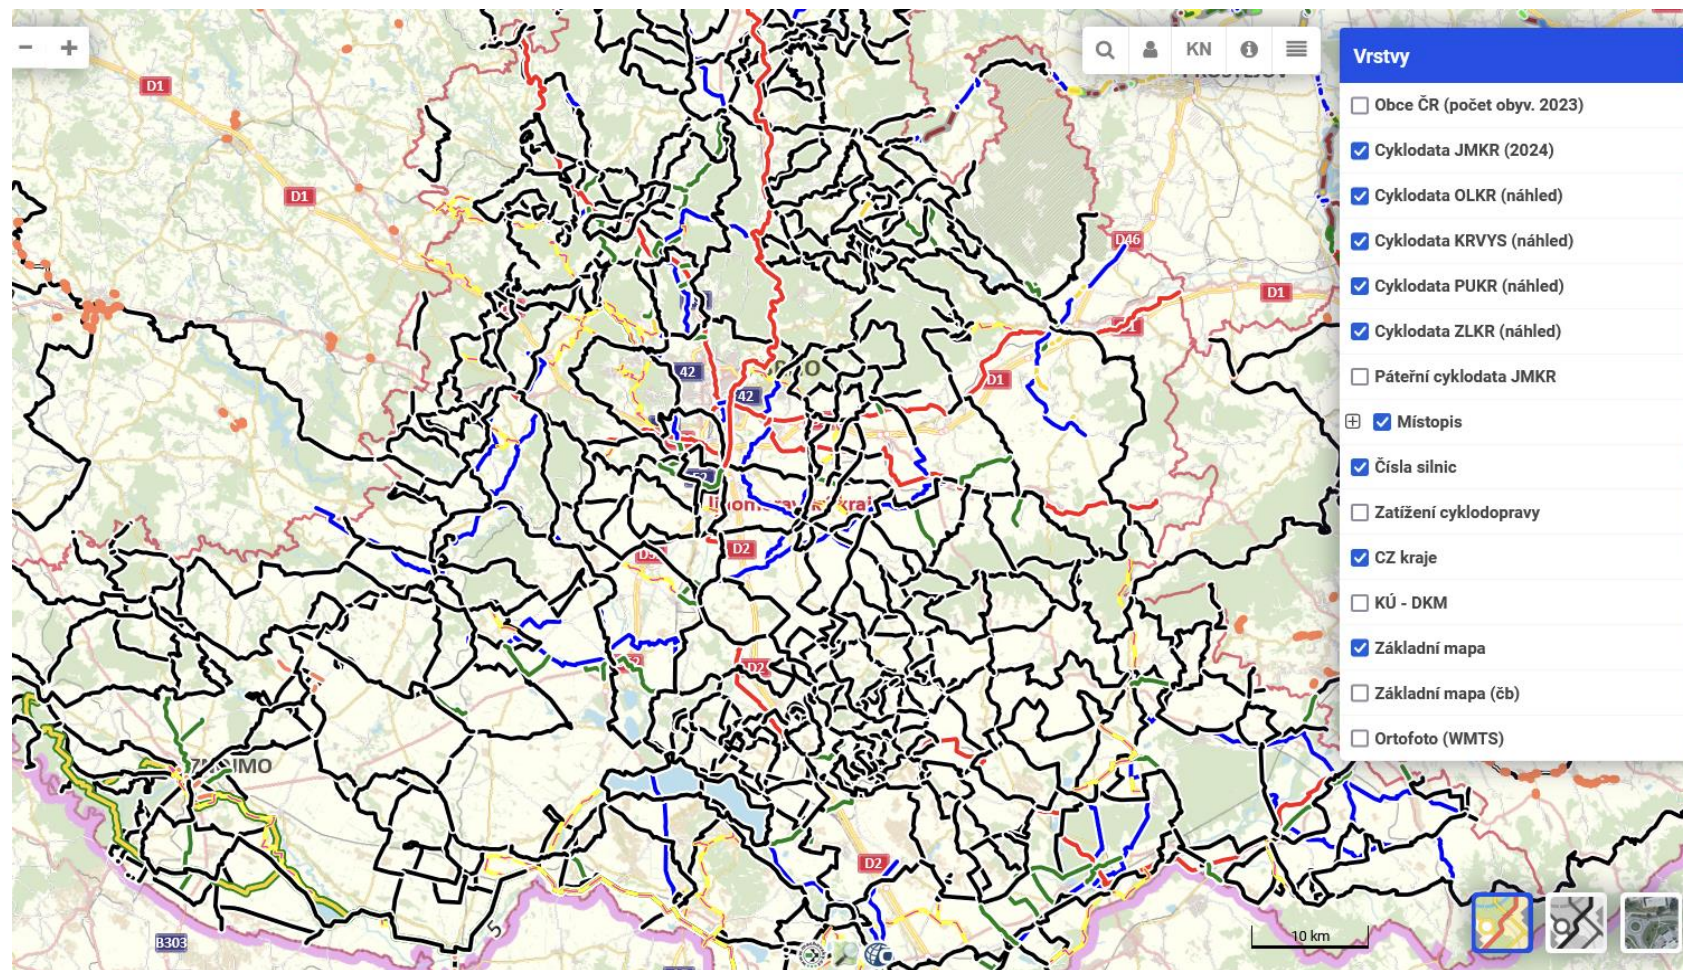 − +
KN
Vrstvy
Obce ČR (počet obyv. 2023)
Cyklodata JMKR (2024)
Cyklodata OLKR (náhled)
Cyklodata KRVYS (náhled)
Cyklodata PUKR (náhled)
Cyklodata ZLKR (náhled)
Páteřní cyklodata JMKR
Místopis
Čísla silnic
Zatížení cyklodopravy
CZ kraje
KÚ - DKM
Základní mapa
Základní mapa (čb)
Ortofoto (WMTS)
D1
D1
D46
D1
D1
42
42
D2
D2
D2
B303
5
10 km